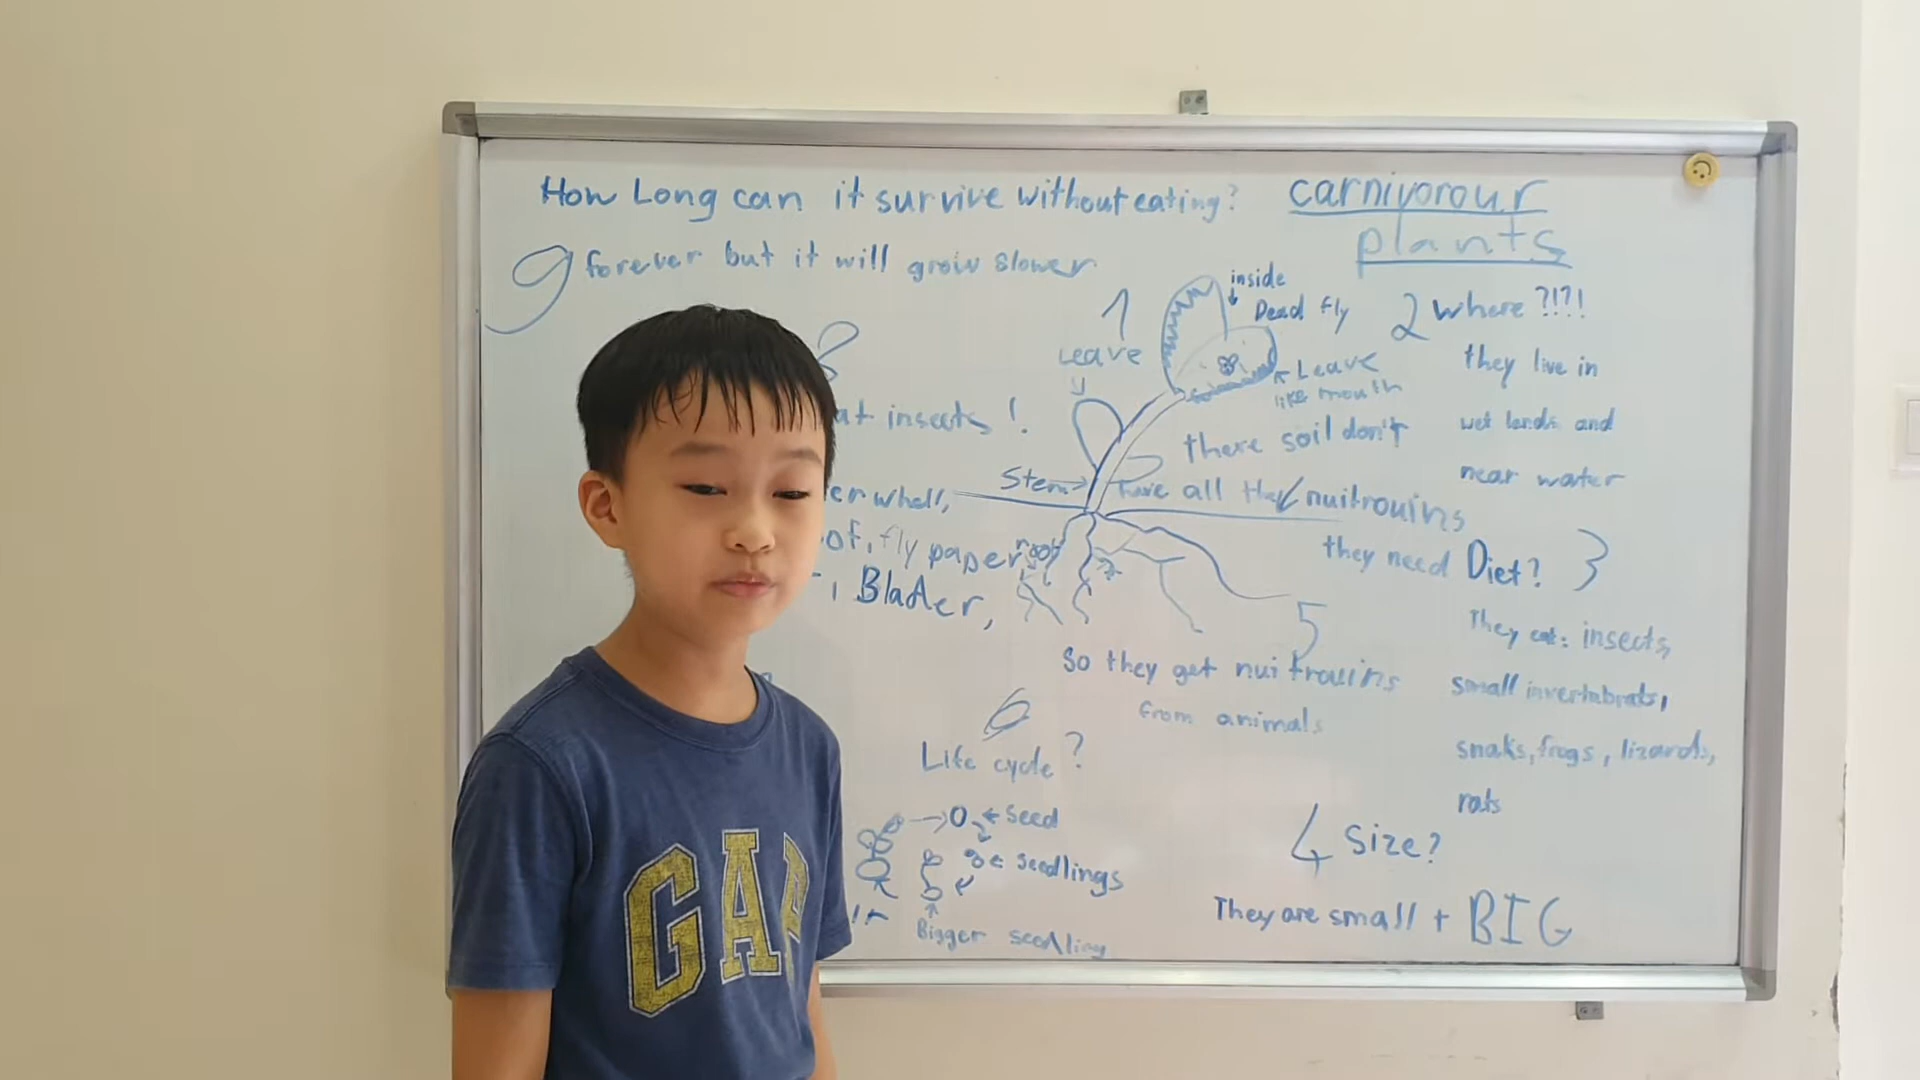 How Long can it survive without eating?
carnivorour
plants
9 forever but it will grow slower
1
inside
Dead fly
Leave
Leave
like mouth
2 where ?!?!
they live in
wet lands and
near water
8
at insects !
there soil don't
Stem
have all the nuitrouins
they need
Diet? 3
er whell,
of, fly paper
root
, Blader,
They eat: insects,
small invertebrats,
snaks, frogs, lizards,
rats
5
So they get nuitrouins
from animals
6
Life cycle?
seed
seedlings
Bigger seedling
4 size?
They are small + BIG
GAP